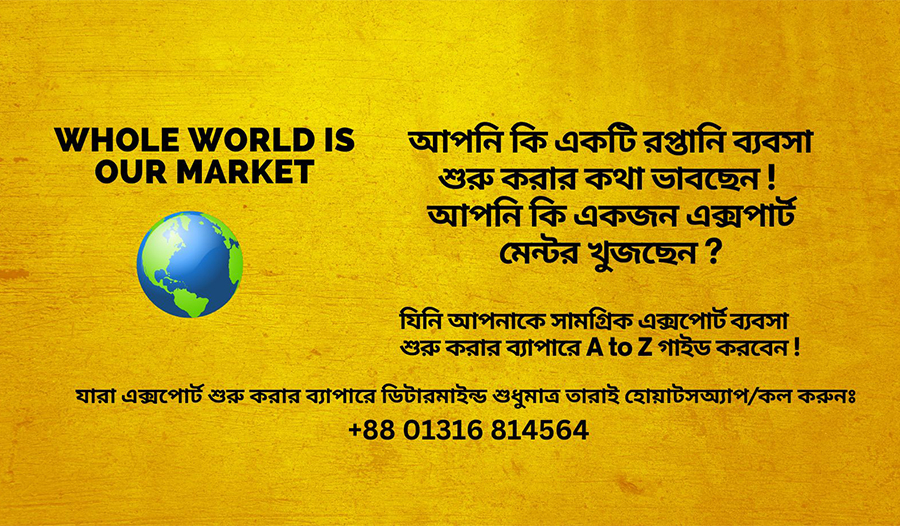 WHOLE WORLD IS
OUR MARKET
আপনি কি একটি রপ্তানি ব্যবসা
শুরু করার কথা ভাবছেন !
আপনি কি একজন এক্সপার্ট
মেন্টর খুজছেন ?
যিনি আপনাকে সামগ্রিক এক্সপোর্ট ব্যবসা
শুরু করার ব্যাপারে A to Z গাইড করবেন !
যারা এক্সপোর্ট শুরু করার ব্যাপারে ডিটারমাইন্ড শুধুমাত্র তারাই হোয়াটসঅ্যাপ/কল করুনঃ
+88 01316 814564